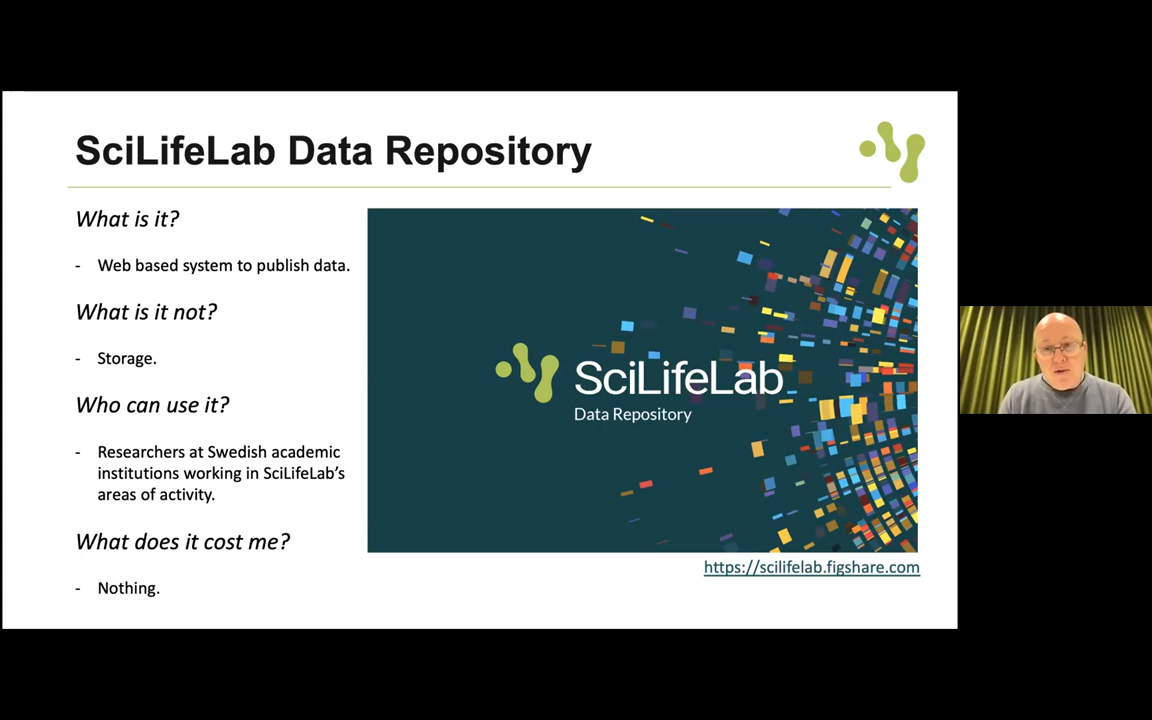 SciLifeLab Data Repository
What is it?
- Web based system to publish data.
What is it not?
- Storage.
Who can use it?
- Researchers at Swedish academic
institutions working in SciLifeLab's
areas of activity.
What does it cost me?
- Nothing.
SciLifeLab
Data Repository
https://scilifelab.figshare.com